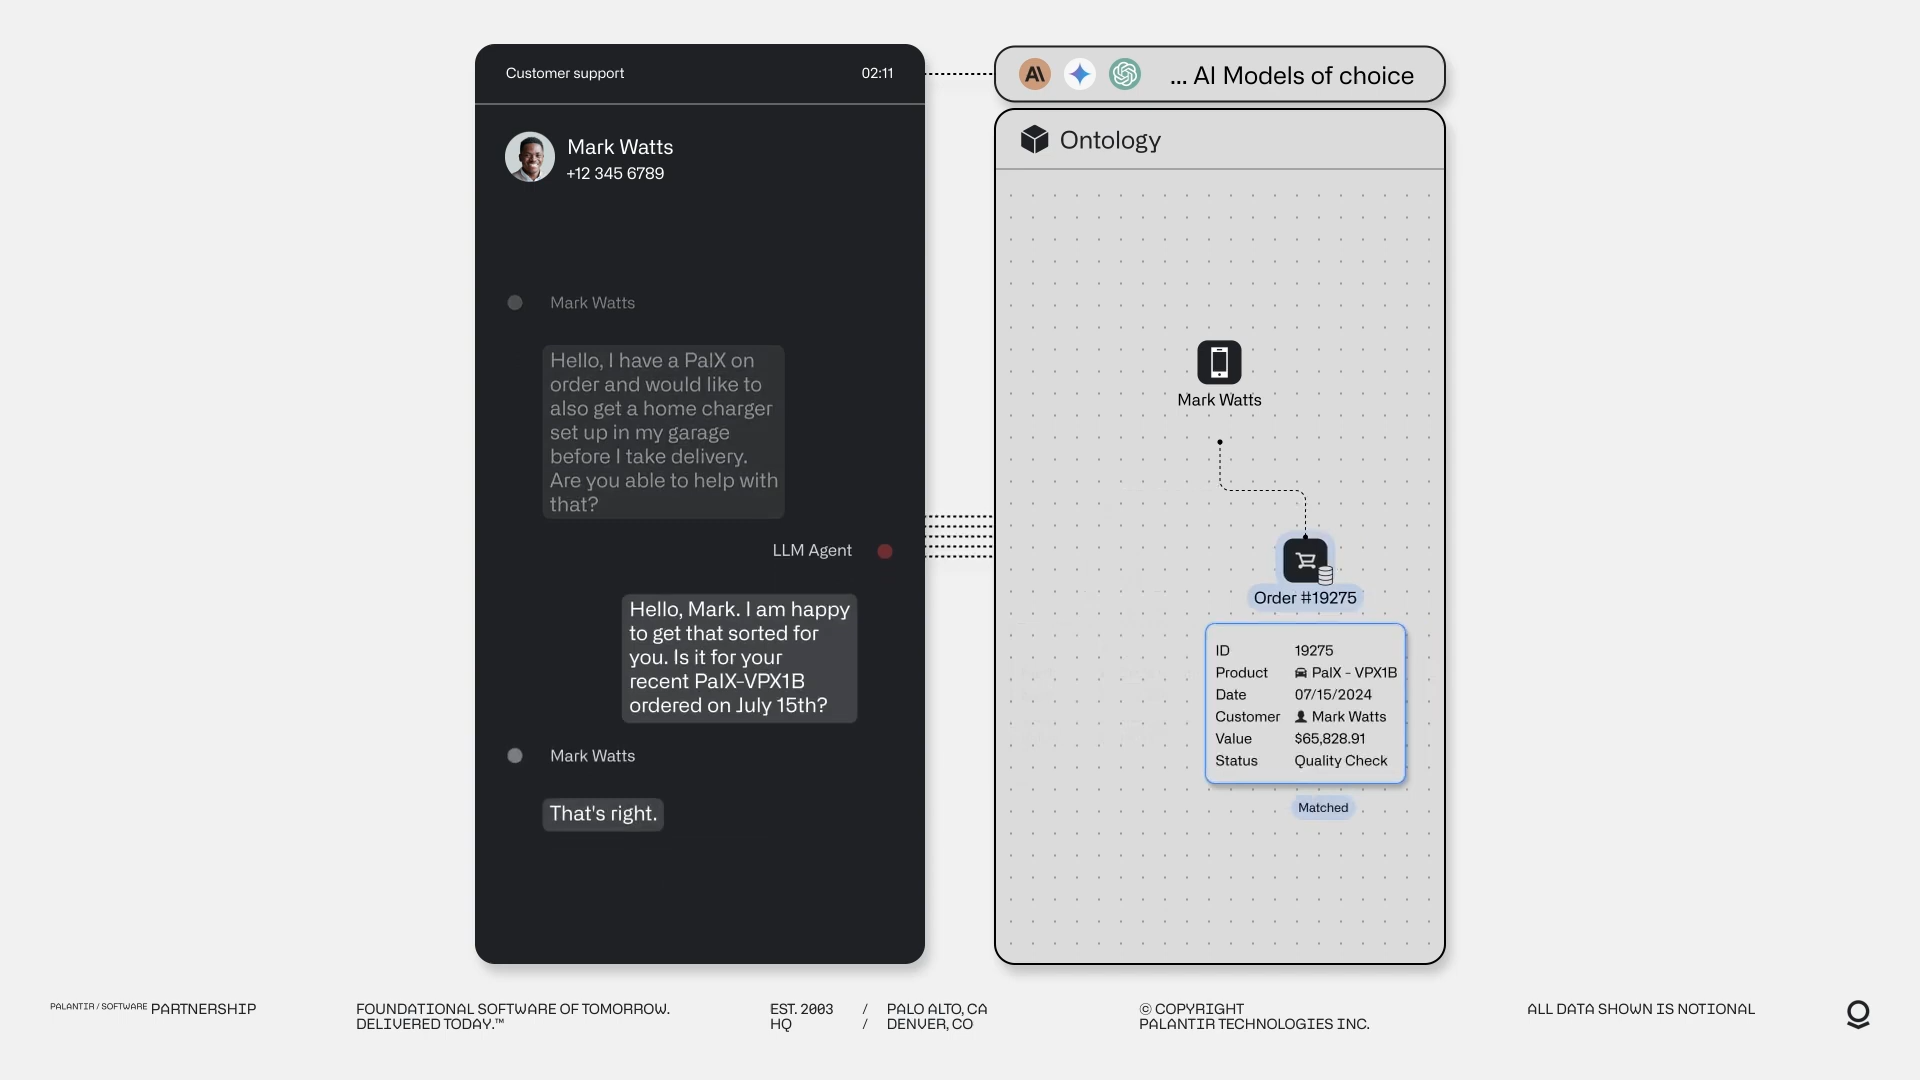 Customer support
02:11
Mark Watts
+12 345 6789
Mark Watts
Hello, I have a PalX on
order and would like to
also get a home charger
set up in my garage
before I take delivery.
Are you able to help with
that?
LLM Agent
Hello, Mark. I am happy
to get that sorted for
you. Is it for your
recent PalX-VPX1B
ordered on July 15th?
Mark Watts
That's right.
... AI Models of choice
Ontology
Mark Watts
Order #19275
ID 19275
Product PalX - VPX1B
Date 07/15/2024
Customer Mark Watts
Value $65,828.91
Status Quality Check
Matched
PALANTIR / SOFTWARE PARTNERSHIP
FOUNDATIONAL SOFTWARE OF TOMORROW.
DELIVERED TODAY.™
EST. 2003 / PALO ALTO, CA
HQ / DENVER, CO
© COPYRIGHT
PALANTIR TECHNOLOGIES INC.
ALL DATA SHOWN IS NOTIONAL